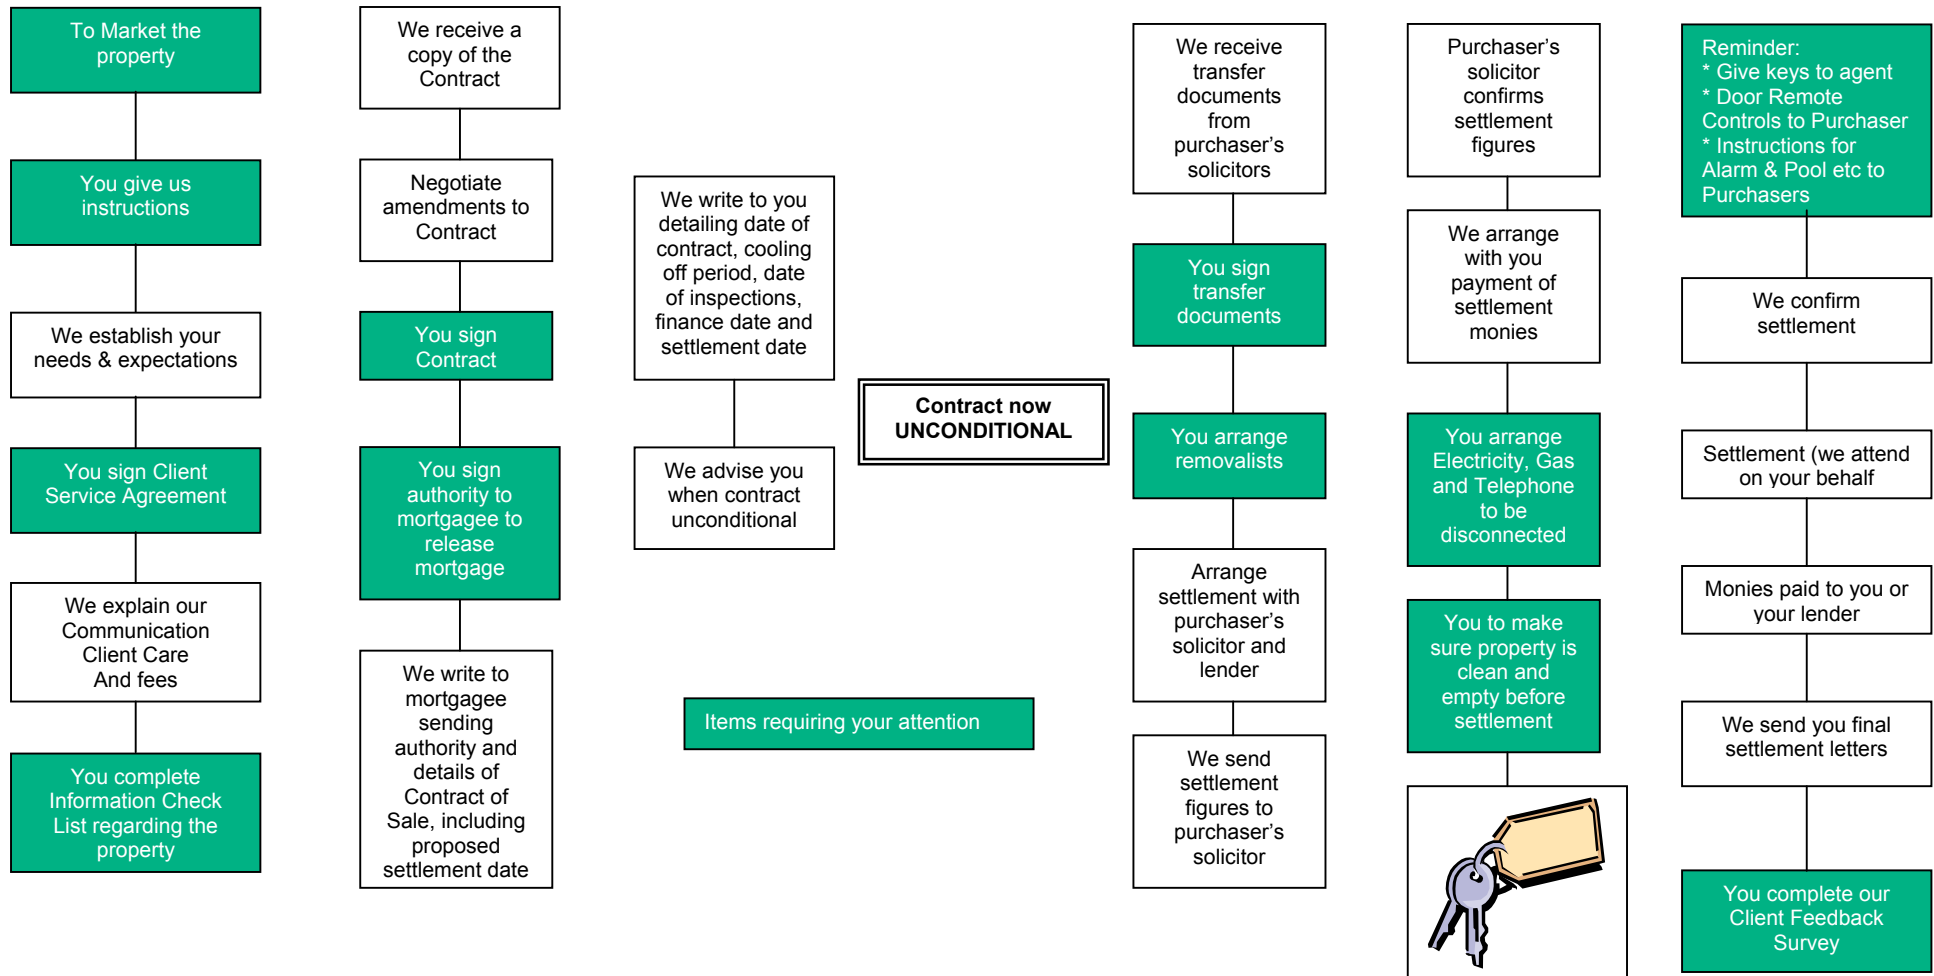 To Market the
property
You give us
instructions
We establish your
needs & expectations
You sign Client
Service Agreement
We explain our
Communication
Client Care
And fees
You complete
Information Check
List regarding the
property
We receive a
copy of the
Contract
Negotiate
amendments to
Contract
You sign
Contract
You sign
authority to
mortgagee to
release
mortgage
We write to
mortgagee
sending
authority and
details of
Contract of
Sale, including
proposed
settlement date
We write to you
detailing date of
contract, cooling
off period, date
of inspections,
finance date and
settlement date
We advise you
when contract
unconditional
Items requiring your attention
Contract now
UNCONDITIONAL
We receive
transfer
documents
from
purchaser’s
solicitors
You sign
transfer
documents
You arrange
removalists
Arrange
settlement with
purchaser’s
solicitor and
lender
We send
settlement
figures to
purchaser’s
solicitor
Purchaser’s
solicitor
confirms
settlement
figures
We arrange
with you
payment of
settlement
monies
You arrange
Electricity, Gas
and Telephone
to be
disconnected
You to make
sure property is
clean and
empty before
settlement
Reminder:
* Give keys to agent
* Door Remote
Controls to Purchaser
* Instructions for
Alarm & Pool etc to
Purchasers
We confirm
settlement
Settlement (we attend
on your behalf
Monies paid to you or
your lender
We send you final
settlement letters
You complete our
Client Feedback
Survey